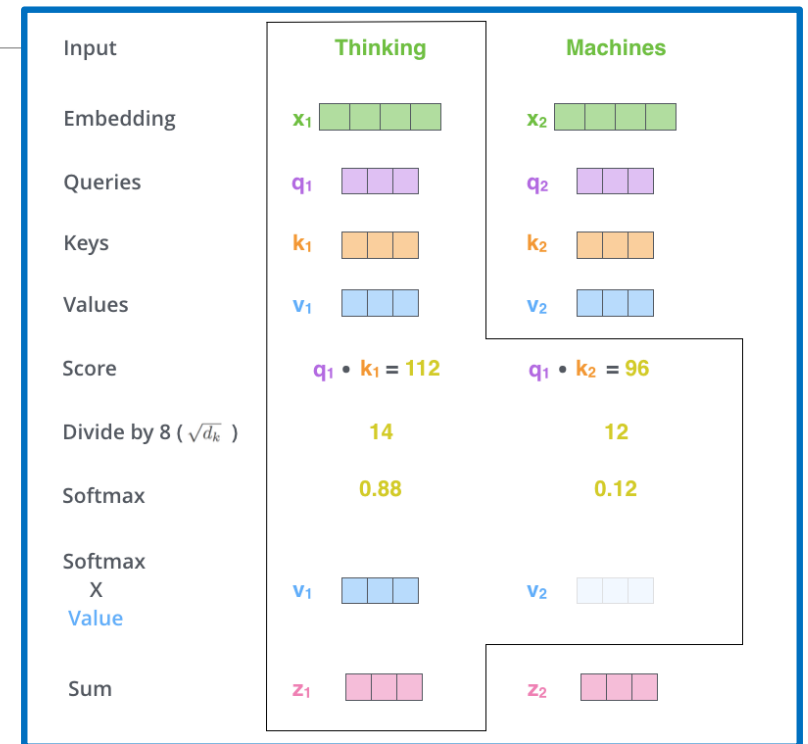 Input Thinking Machines
Embedding x1 x2
Queries q1 q2
Keys k1 k2
Values v1 v2
Score q1 • k1 = 112 q1 • k2 = 96
Divide by 8 ( √dk ) 14 12
Softmax 0.88 0.12
Softmax
X v1 v2
Value
Sum z1 z2